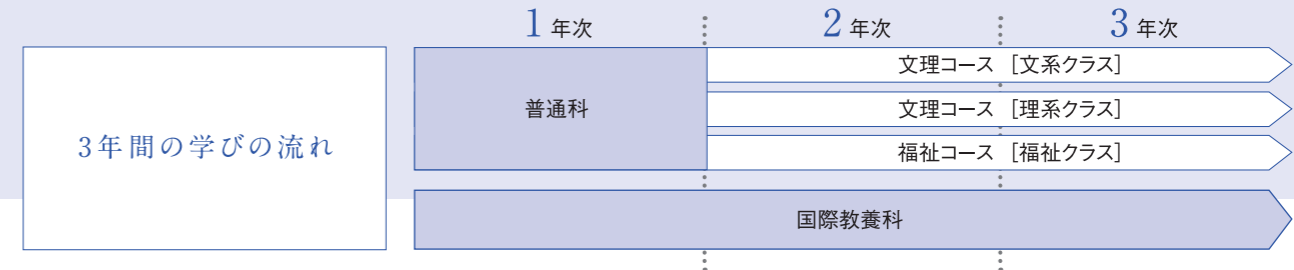 1年次
2年次
3年次
3年間の学びの流れ
普通科
文理コース [文系クラス]
文理コース [理系クラス]
福祉コース [福祉クラス]
国際教養科